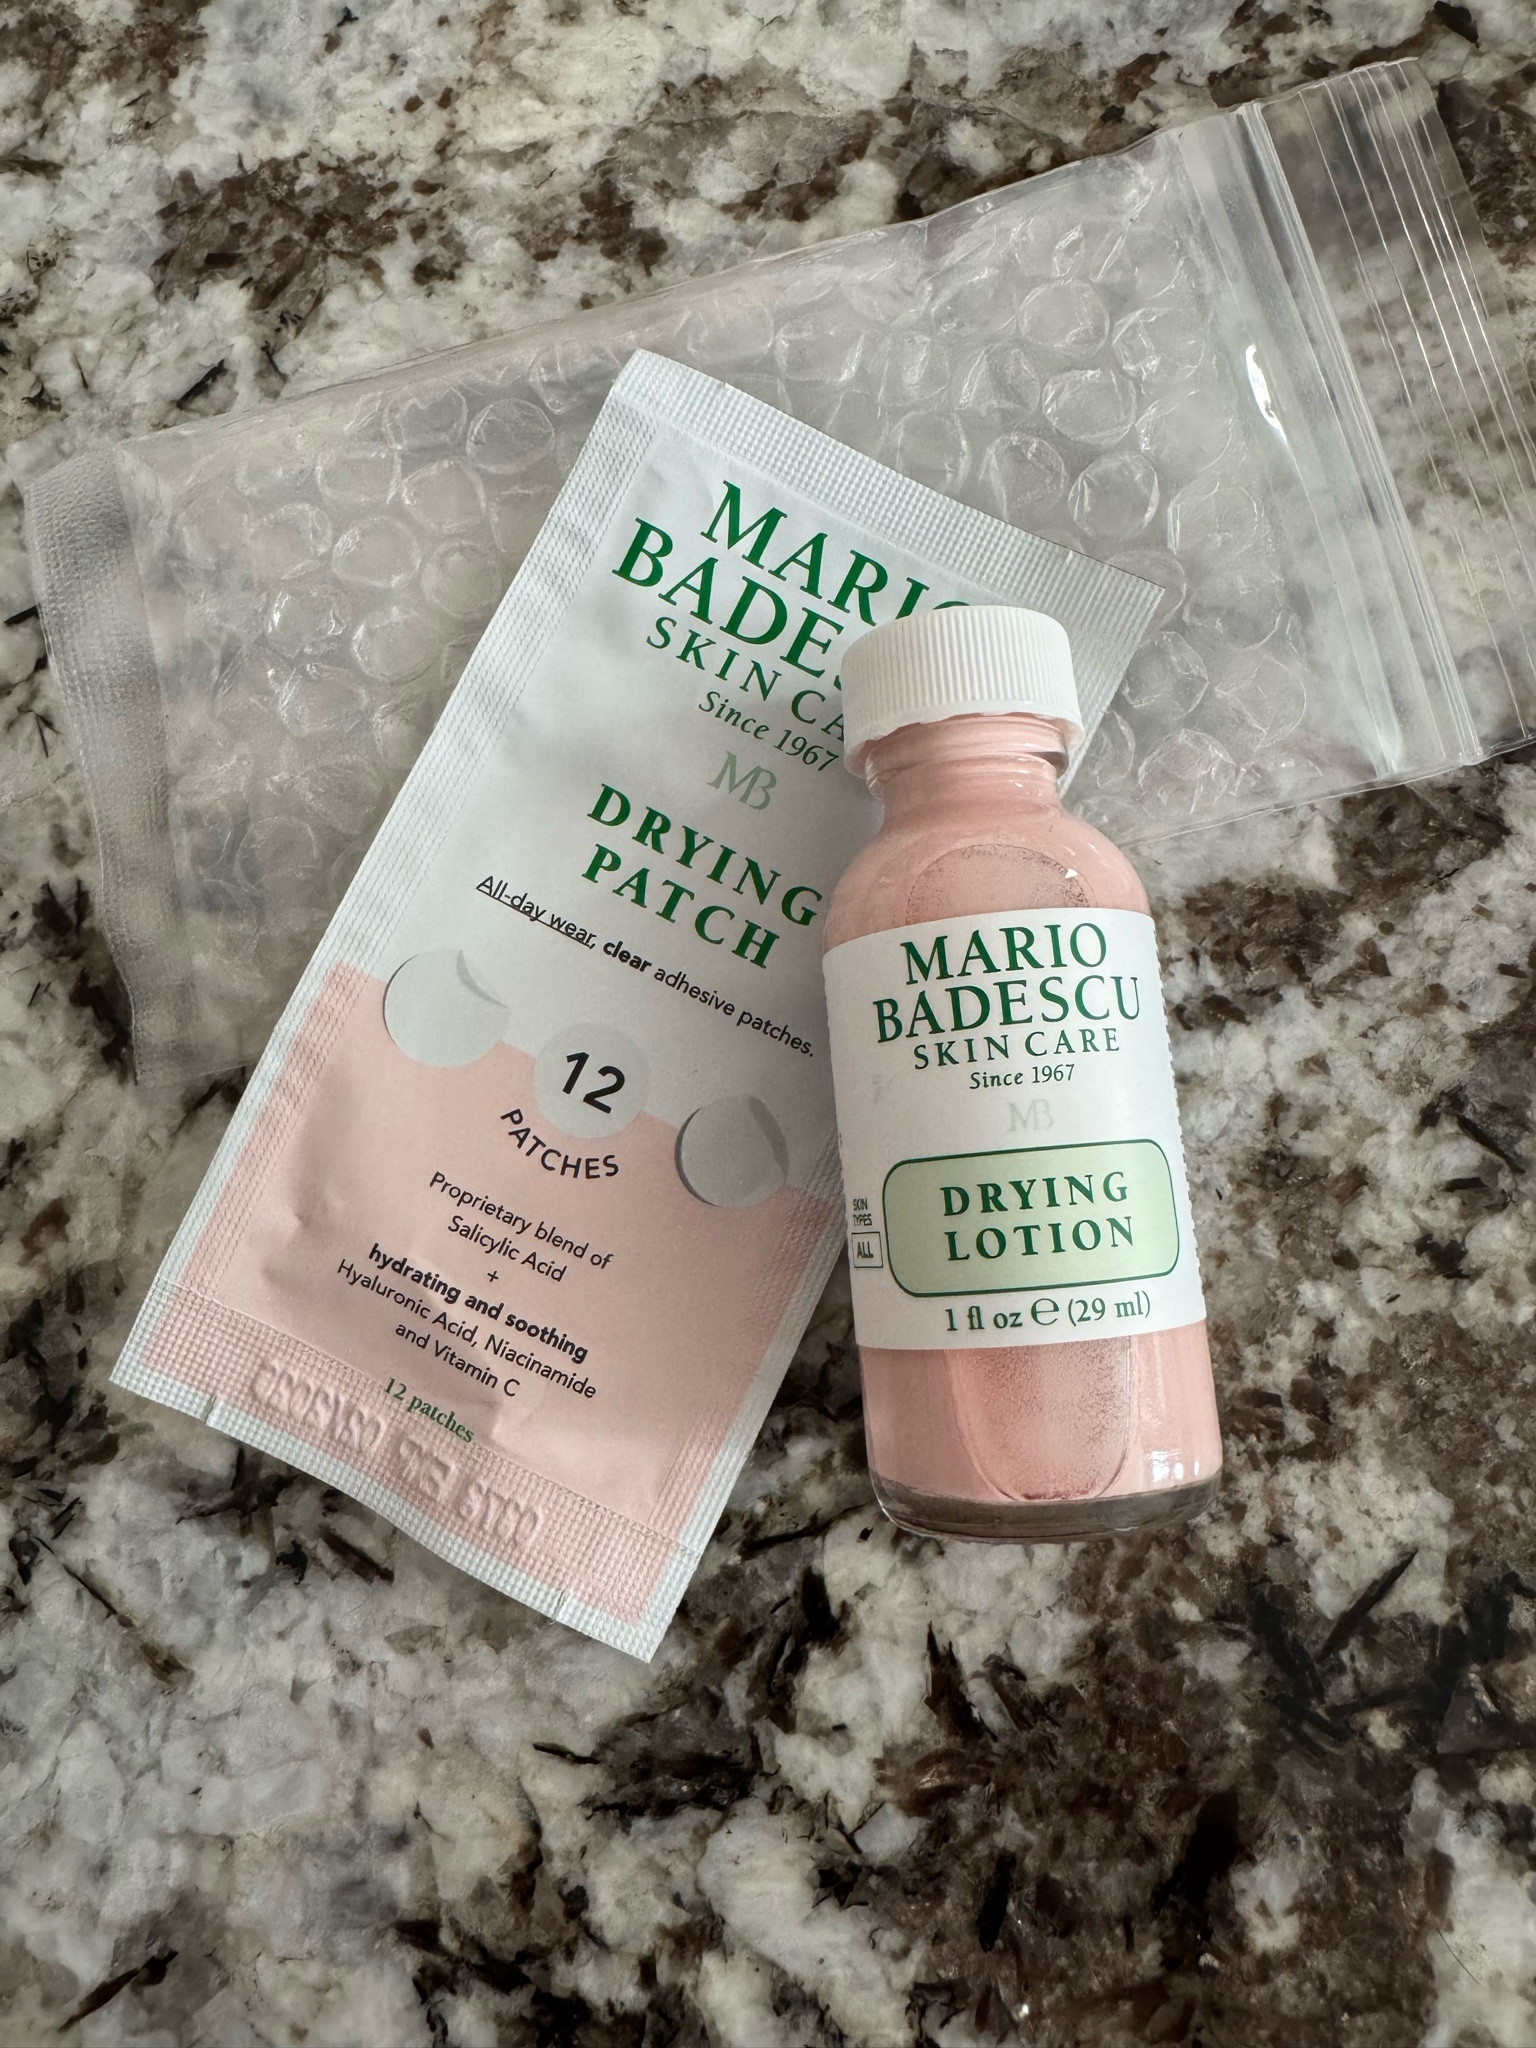 MARIO
BADES
SKIN CA
Since 1967
MB
DRYING
PATCH
All-day wear, clear adhesive patches.
12
PATCHES
Proprietary blend of
Salicylic Acid
+
hydrating and soothing
Hyaluronic Acid, Niacinamide
and Vitamin C
12 patches
MARIO
BADESCU
SKIN CARE
Since 1967
MB
SKIN
TYPES
ALL
DRYING
LOTION
1 fl oz ℮ (29 ml)